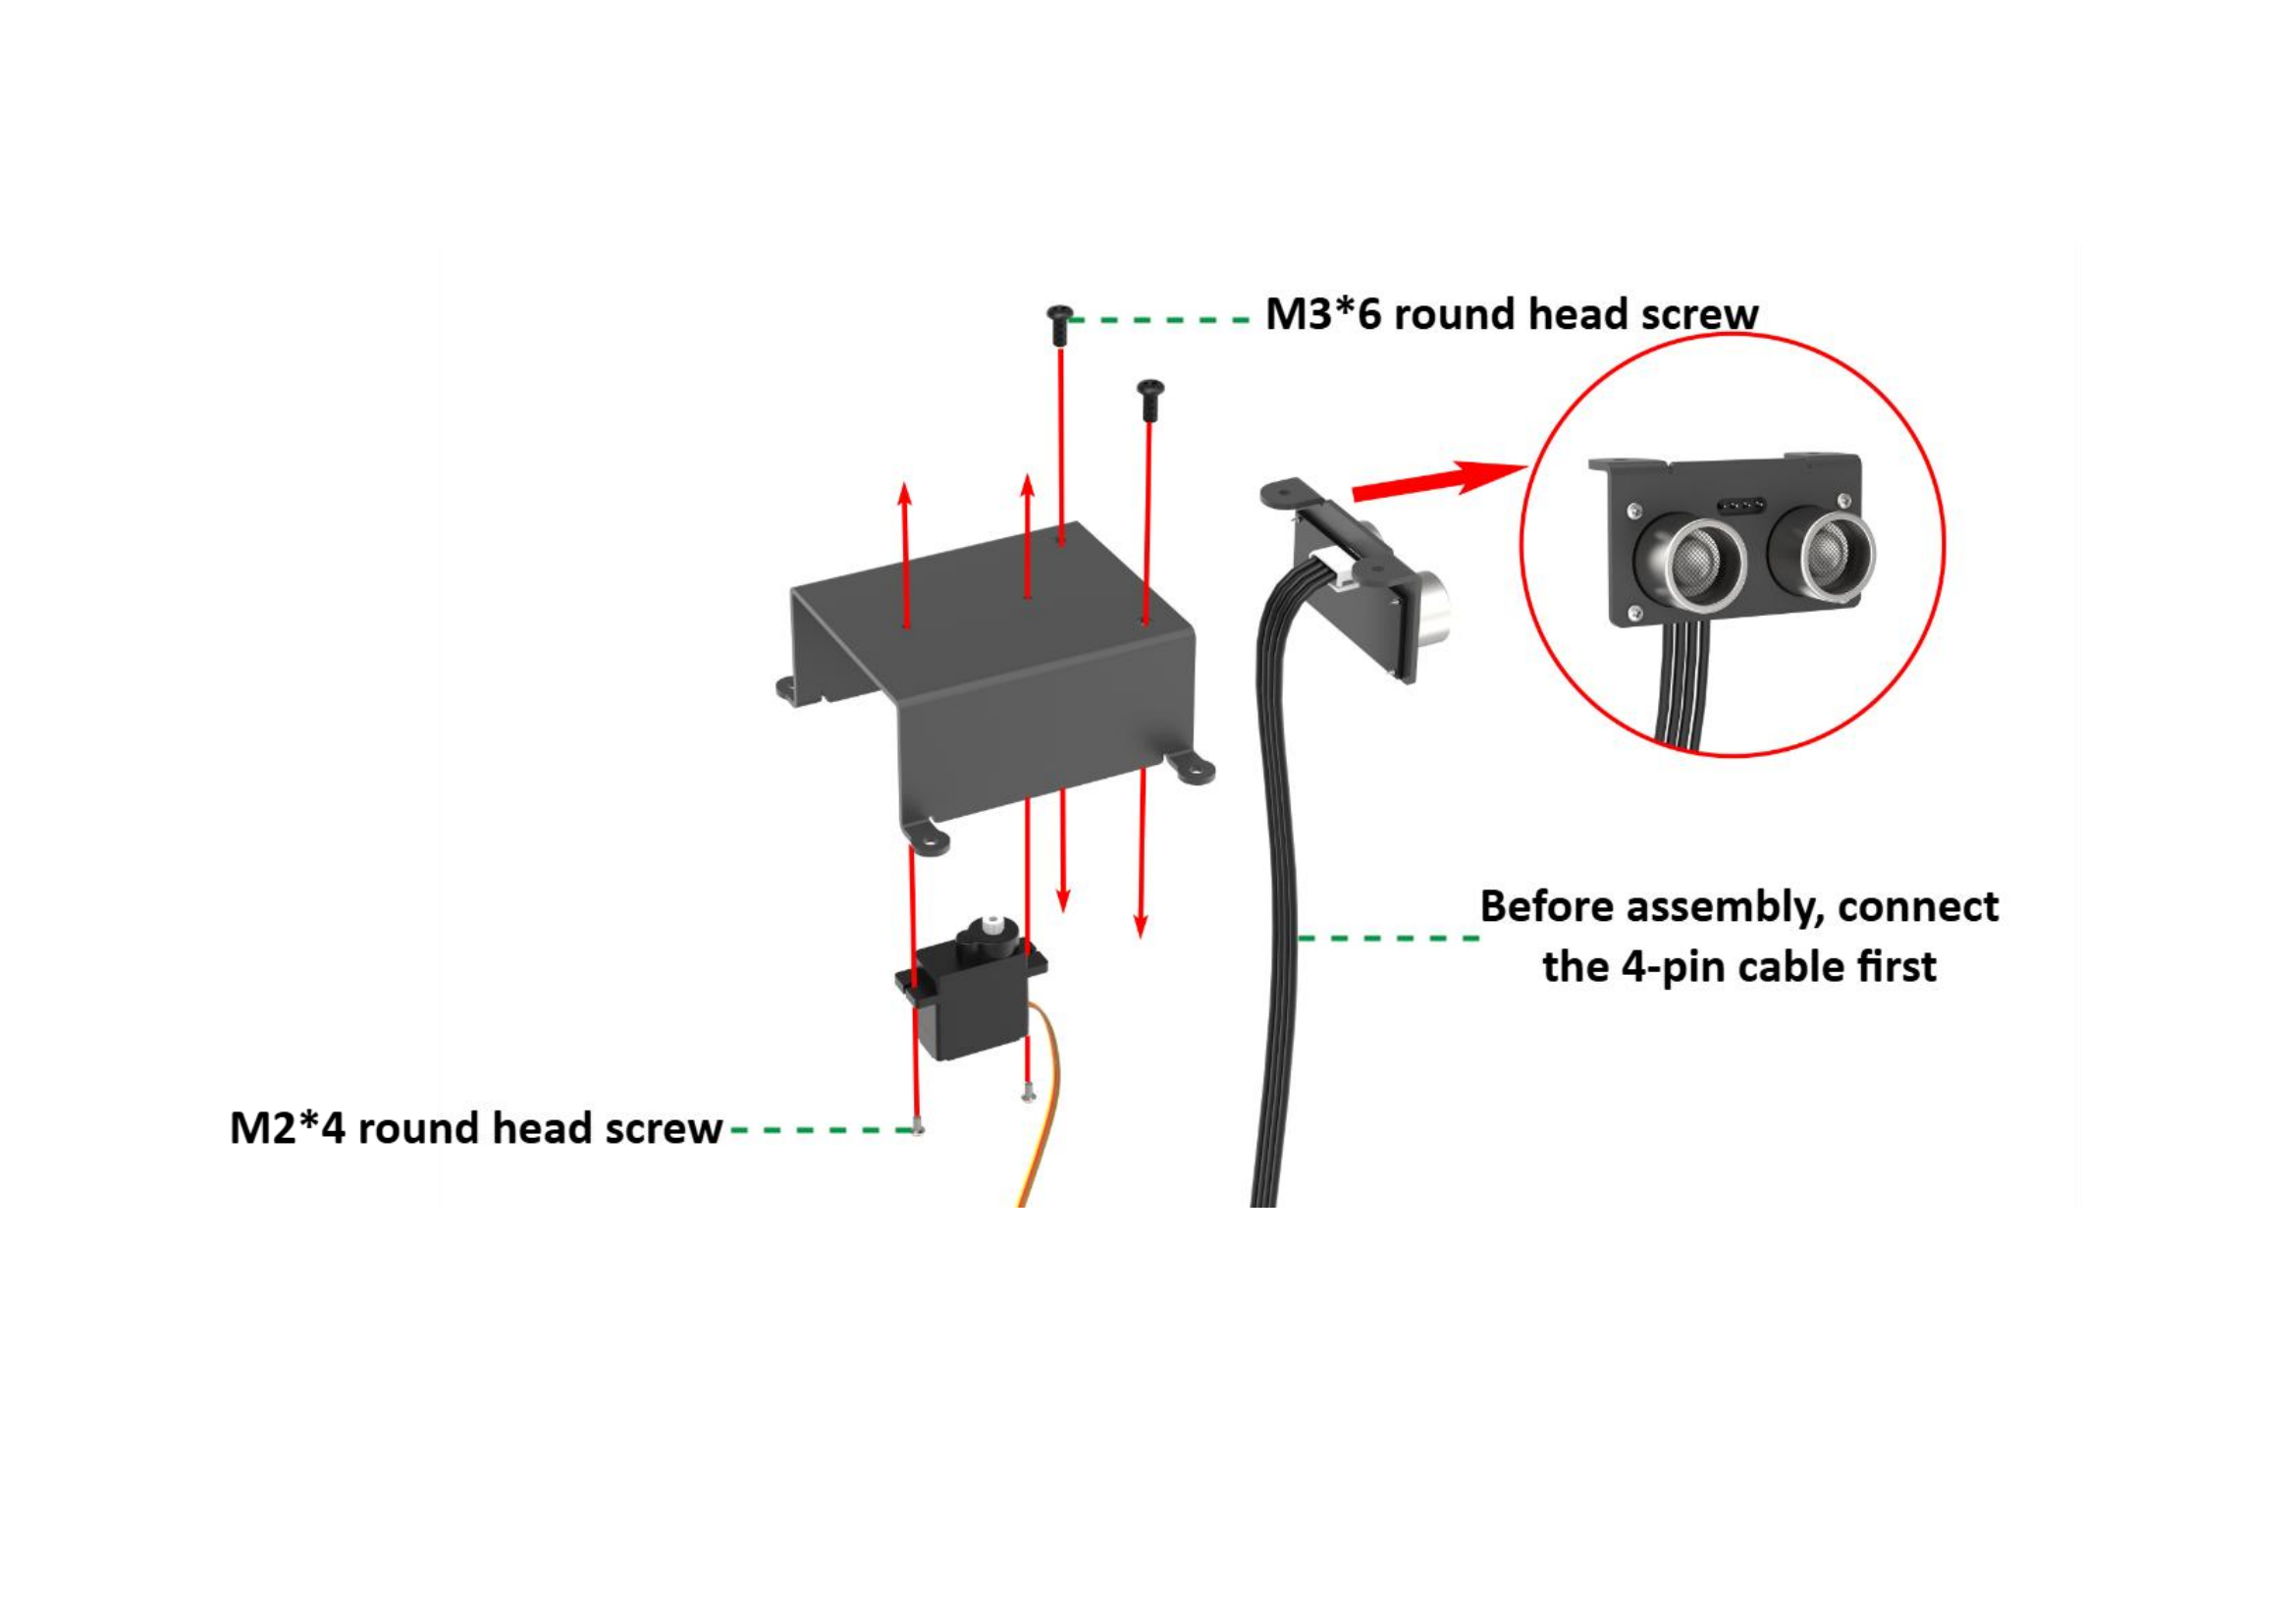 M3*6 round head screw
Before assembly, connect
the 4-pin cable first
M2*4 round head screw